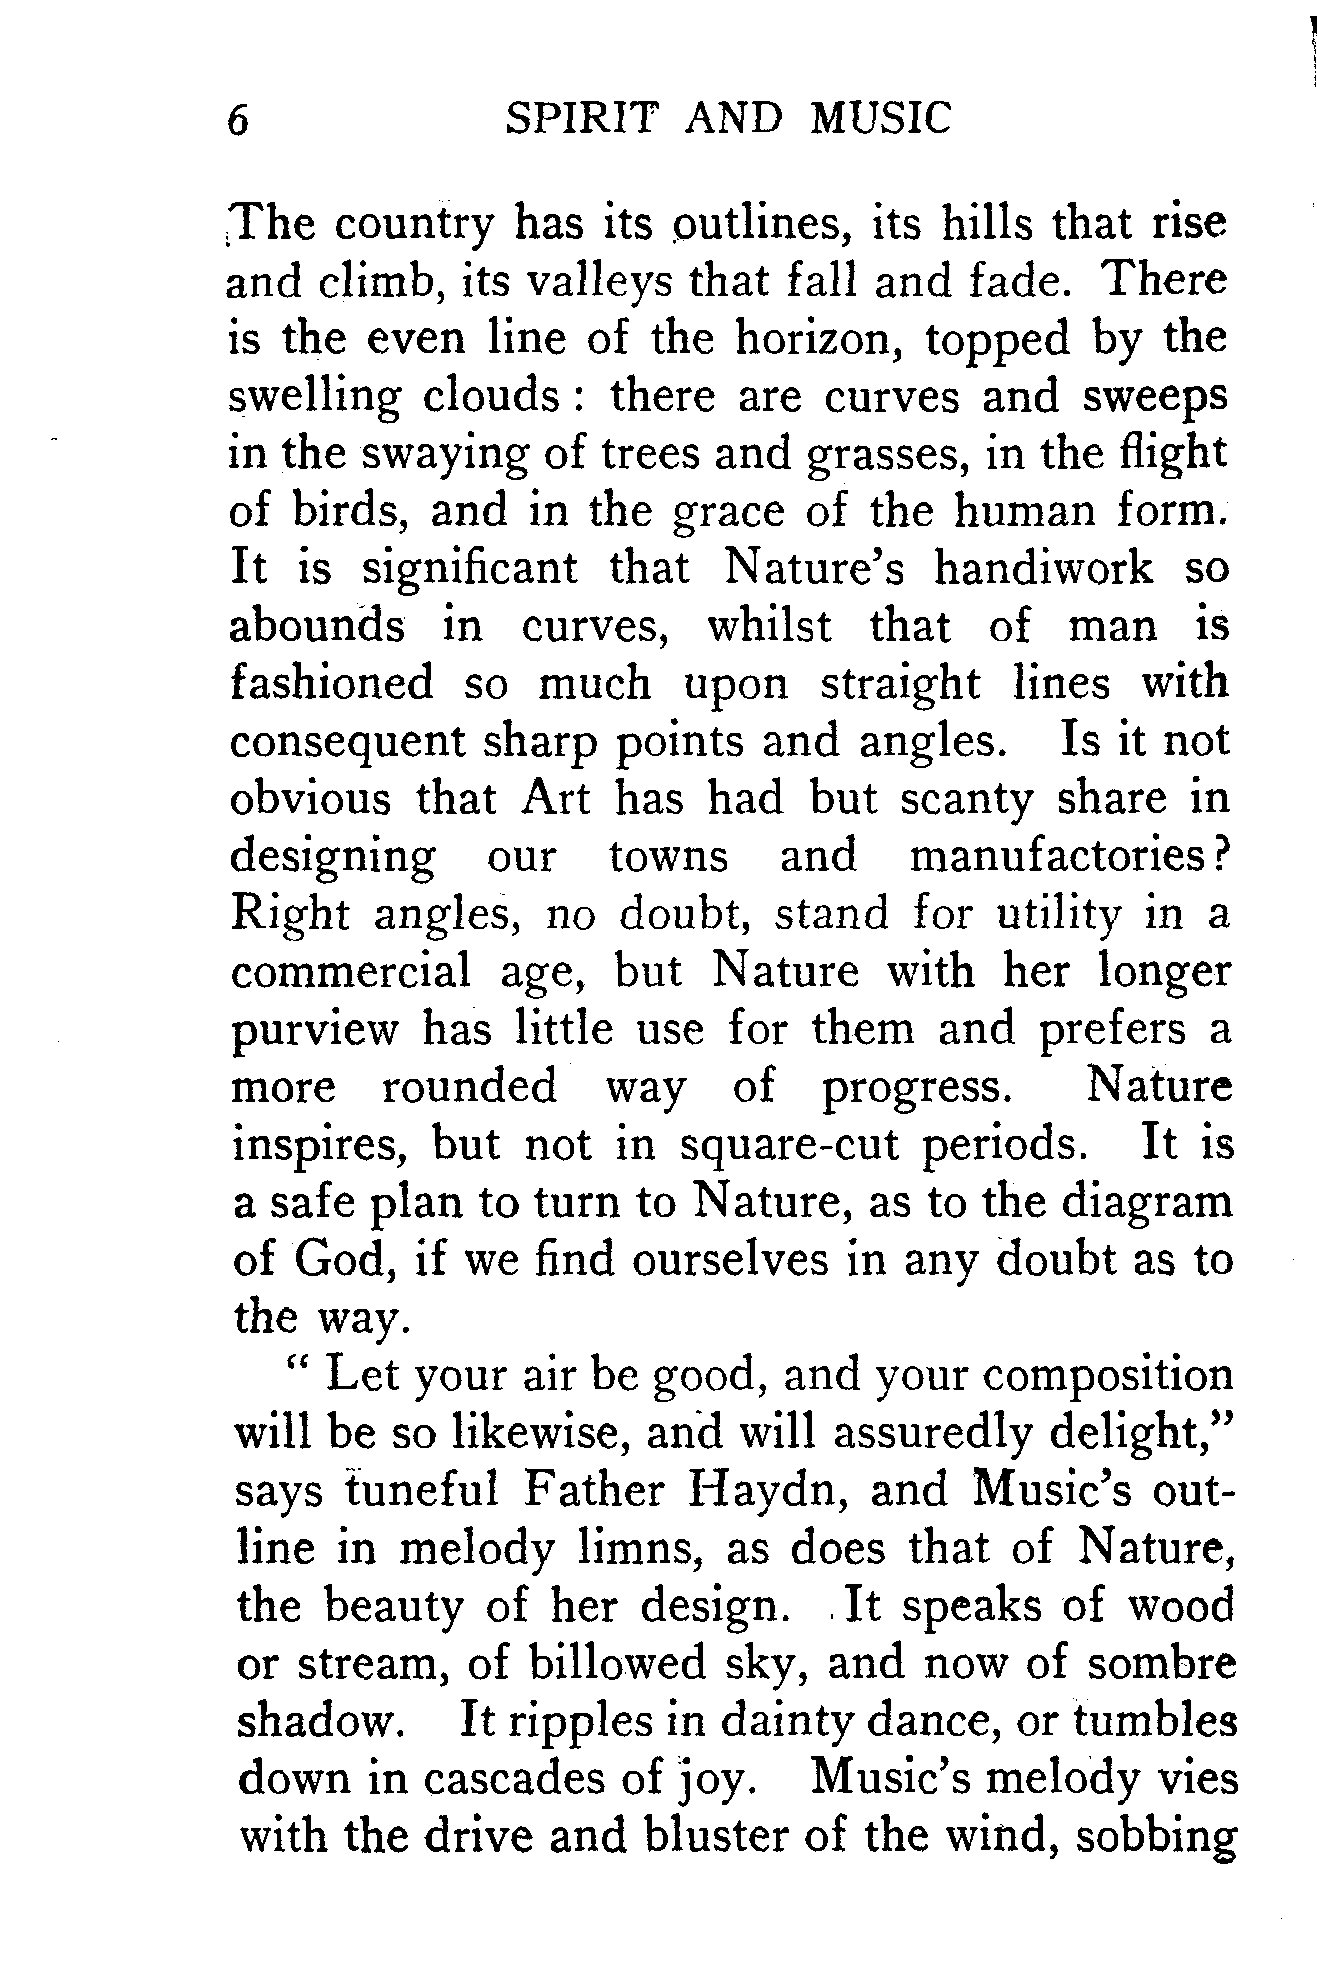 6 SPIRIT AND MUSIC
The country has its outlines, its hills that rise
and climb, its valleys that fall and fade. There
is the even line of the horizon, topped by the
swelling clouds : there are curves and sweeps
in the swaying of trees and grasses, in the flight
of birds, and in the grace of the human form.
It is significant that Nature's handiwork so
abounds in curves, whilst that of man is
fashioned so much upon straight lines with
consequent sharp points and angles. Is it not
obvious that Art has had but scanty share in
designing our towns and manufactories?
Right angles, no doubt, stand for utility in a
commercial age, but Nature with her longer
purview has little use for them and prefers a
more rounded way of progress. Nature
inspires, but not in square-cut periods. It is
a safe plan to turn to Nature, as to the diagram
of God, if we find ourselves in any doubt as to
the way.
“ Let your air be good, and your composition
will be so likewise, and will assuredly delight,”
says tuneful Father Haydn, and Music's out-
line in melody limns, as does that of Nature,
the beauty of her design. It speaks of wood
or stream, of billowed sky, and now of sombre
shadow. It ripples in dainty dance, or tumbles
down in cascades of joy. Music's melody vies
with the drive and bluster of the wind, sobbing